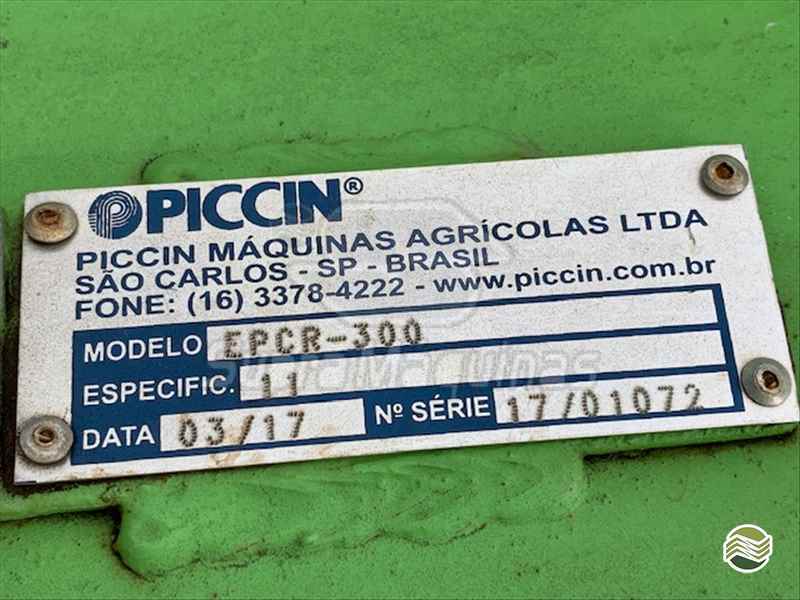 PICCIN®
PICCIN MÁQUINAS AGRÍCOLAS LTDA
SÃO CARLOS - SP - BRASIL
FONE: (16) 3378-4222 - www.piccin.com.br
MODELO EPCR-300
ESPECIFIC. 11
DATA 03/17 Nº SÉRIE 17/01072